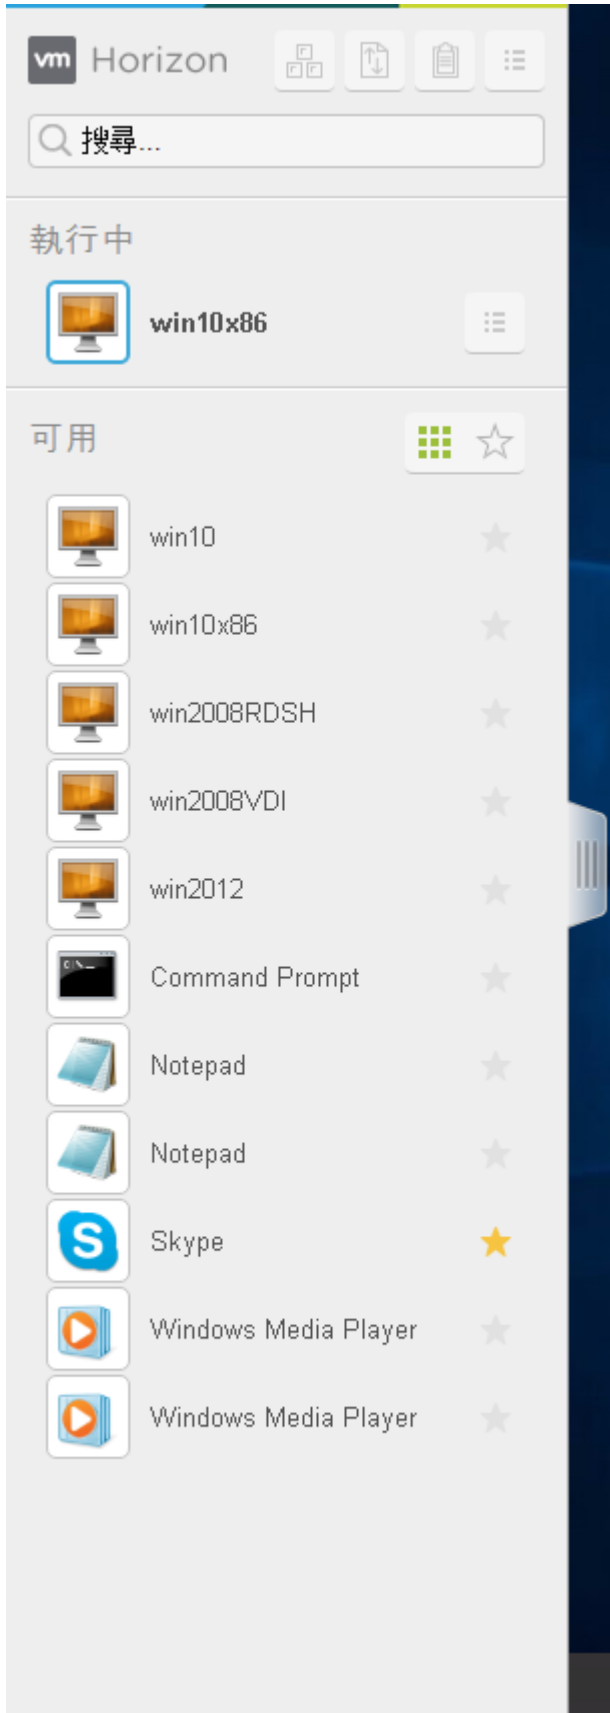 vm Horizon
搜尋...
執行中
win10x86
可用
win10
win10x86
win2008RDSH
win2008VDI
win2012
C:\_
Command Prompt
Notepad
Notepad
S
Skype
Windows Media Player
Windows Media Player